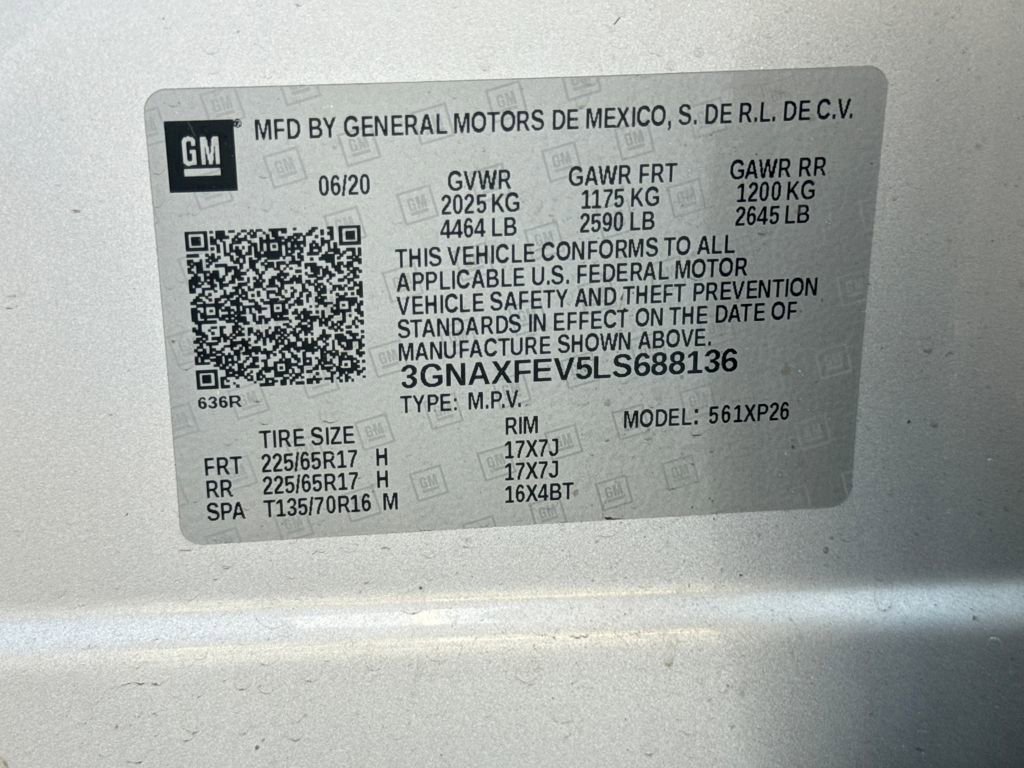 GM
MFD BY GENERAL MOTORS DE MEXICO, S. DE R.L. DE C.V.
06/20
GVWR GAWR FRT GAWR RR
2025 KG 1175 KG 1200 KG
4464 LB 2590 LB 2645 LB
THIS VEHICLE CONFORMS TO ALL
APPLICABLE U.S. FEDERAL MOTOR
VEHICLE SAFETY AND THEFT PREVENTION
STANDARDS IN EFFECT ON THE DATE OF
MANUFACTURE SHOWN ABOVE.
3GNAXFEV5LS688136
636R
TYPE: M.P.V. MODEL: 561XP26
TIRE SIZE RIM
FRT 225/65R17 H 17X7J
RR 225/65R17 H 17X7J
SPA T135/70R16 M 16X4BT